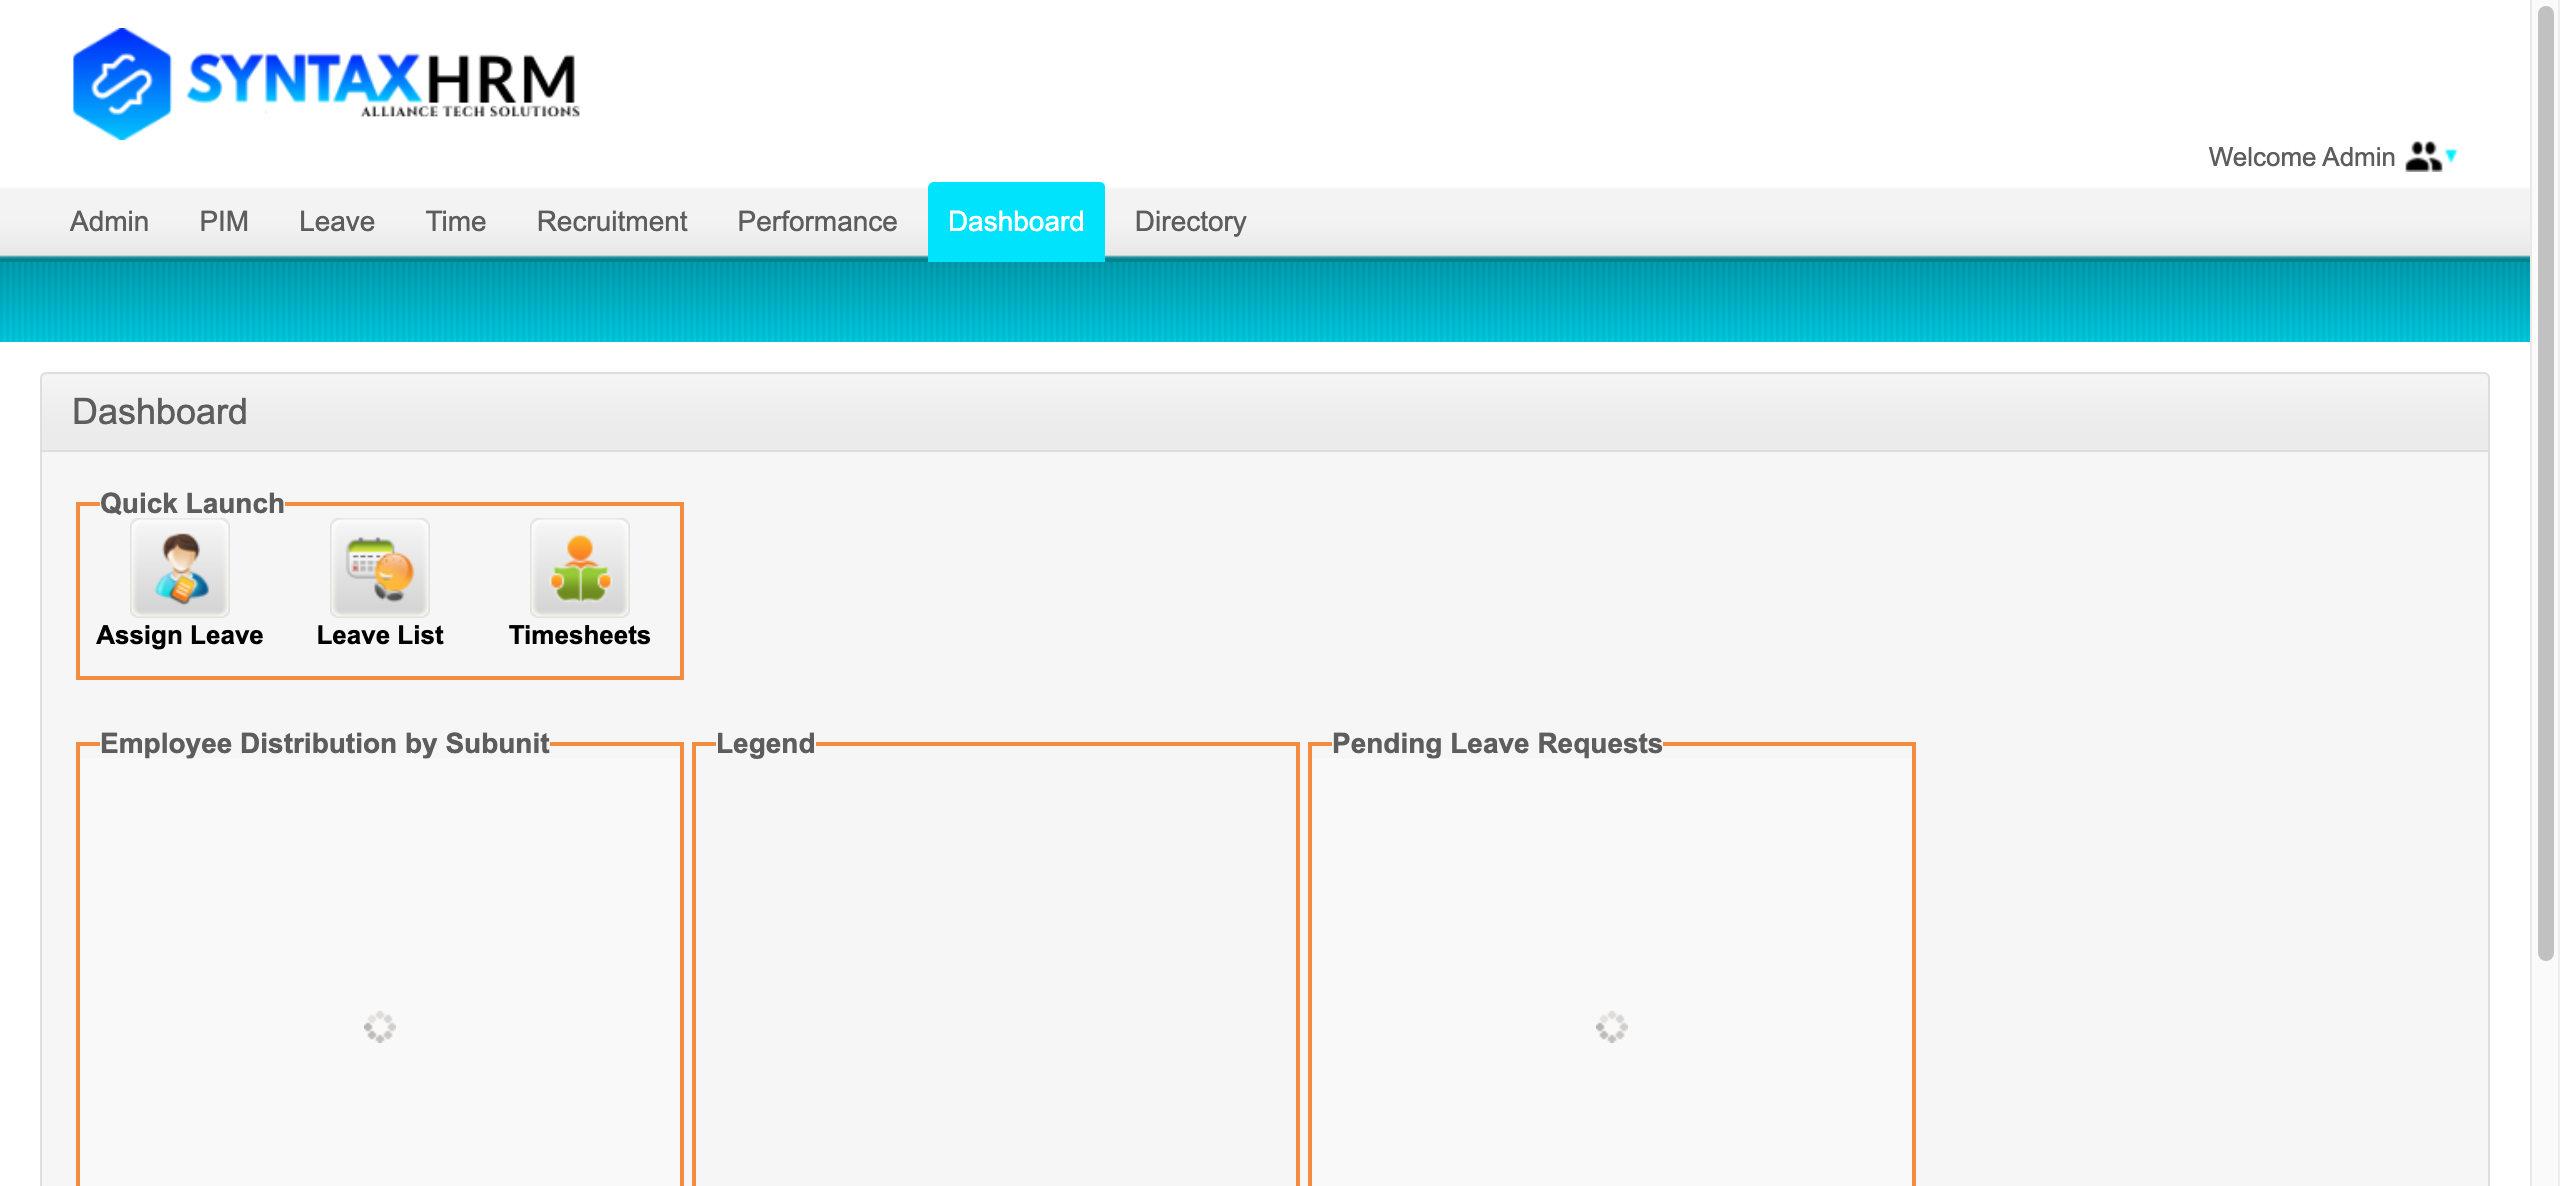 SYNTAXHRM
ALLIANCE TECH SOLUTIONS
Welcome Admin
Admin PIM Leave Time Recruitment Performance Dashboard Directory
Dashboard
Quick Launch
Assign Leave Leave List Timesheets
Employee Distribution by Subunit Legend Pending Leave Requests